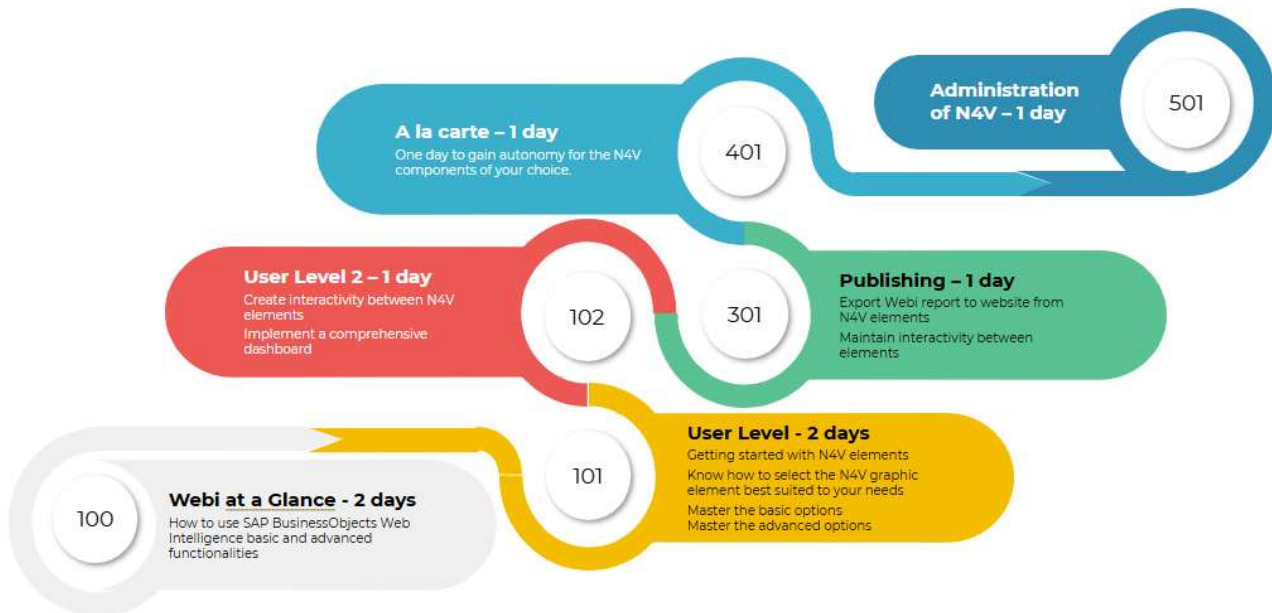 Administration
of N4V – 1 day
501
A la carte – 1 day
One day to gain autonomy for the N4V
components of your choice.
401
User Level 2 – 1 day
Create interactivity between N4V
elements
Implement a comprehensive
dashboard
102
301
Publishing – 1 day
Export Webi report to website from
N4V elements
Maintain interactivity between
elements
User Level - 2 days
Getting started with N4V elements
Know how to select the N4V graphic
element best suited to your needs
Master the basic options
Master the advanced options
101
100
Webi at a Glance - 2 days
How to use SAP BusinessObjects Web
Intelligence basic and advanced
functionalities